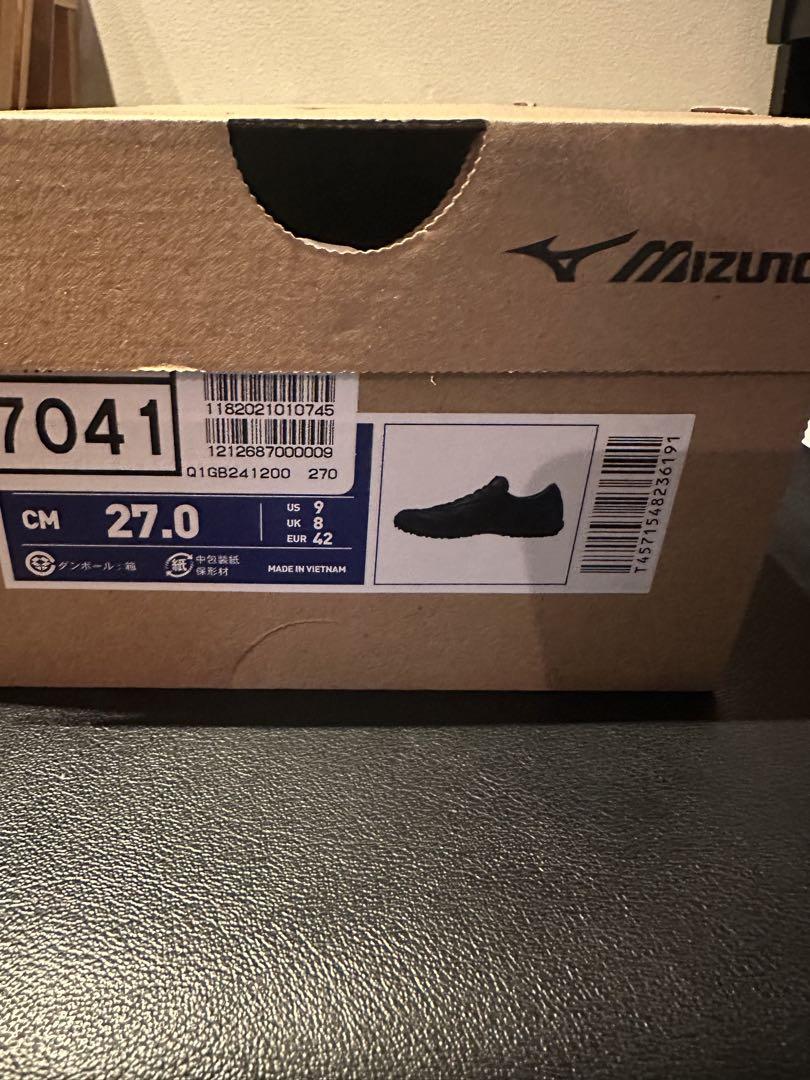 MIZUNO
7041
1182021010745
1212687000009
Q1GB241200 270
CM 27.0
US 9
UK 8
EUR 42
ダンボール：箱
紙 中包装紙
保形材
MADE IN VIETNAM
T4571548236191